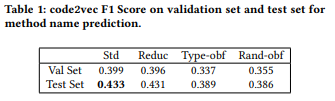 Table 1: code2vec F1 Score on validation set and test set for
method name prediction.
Std Reduc Type-obf Rand-obf
Val Set 0.399 0.396 0.337 0.355
Test Set 0.433 0.431 0.389 0.386